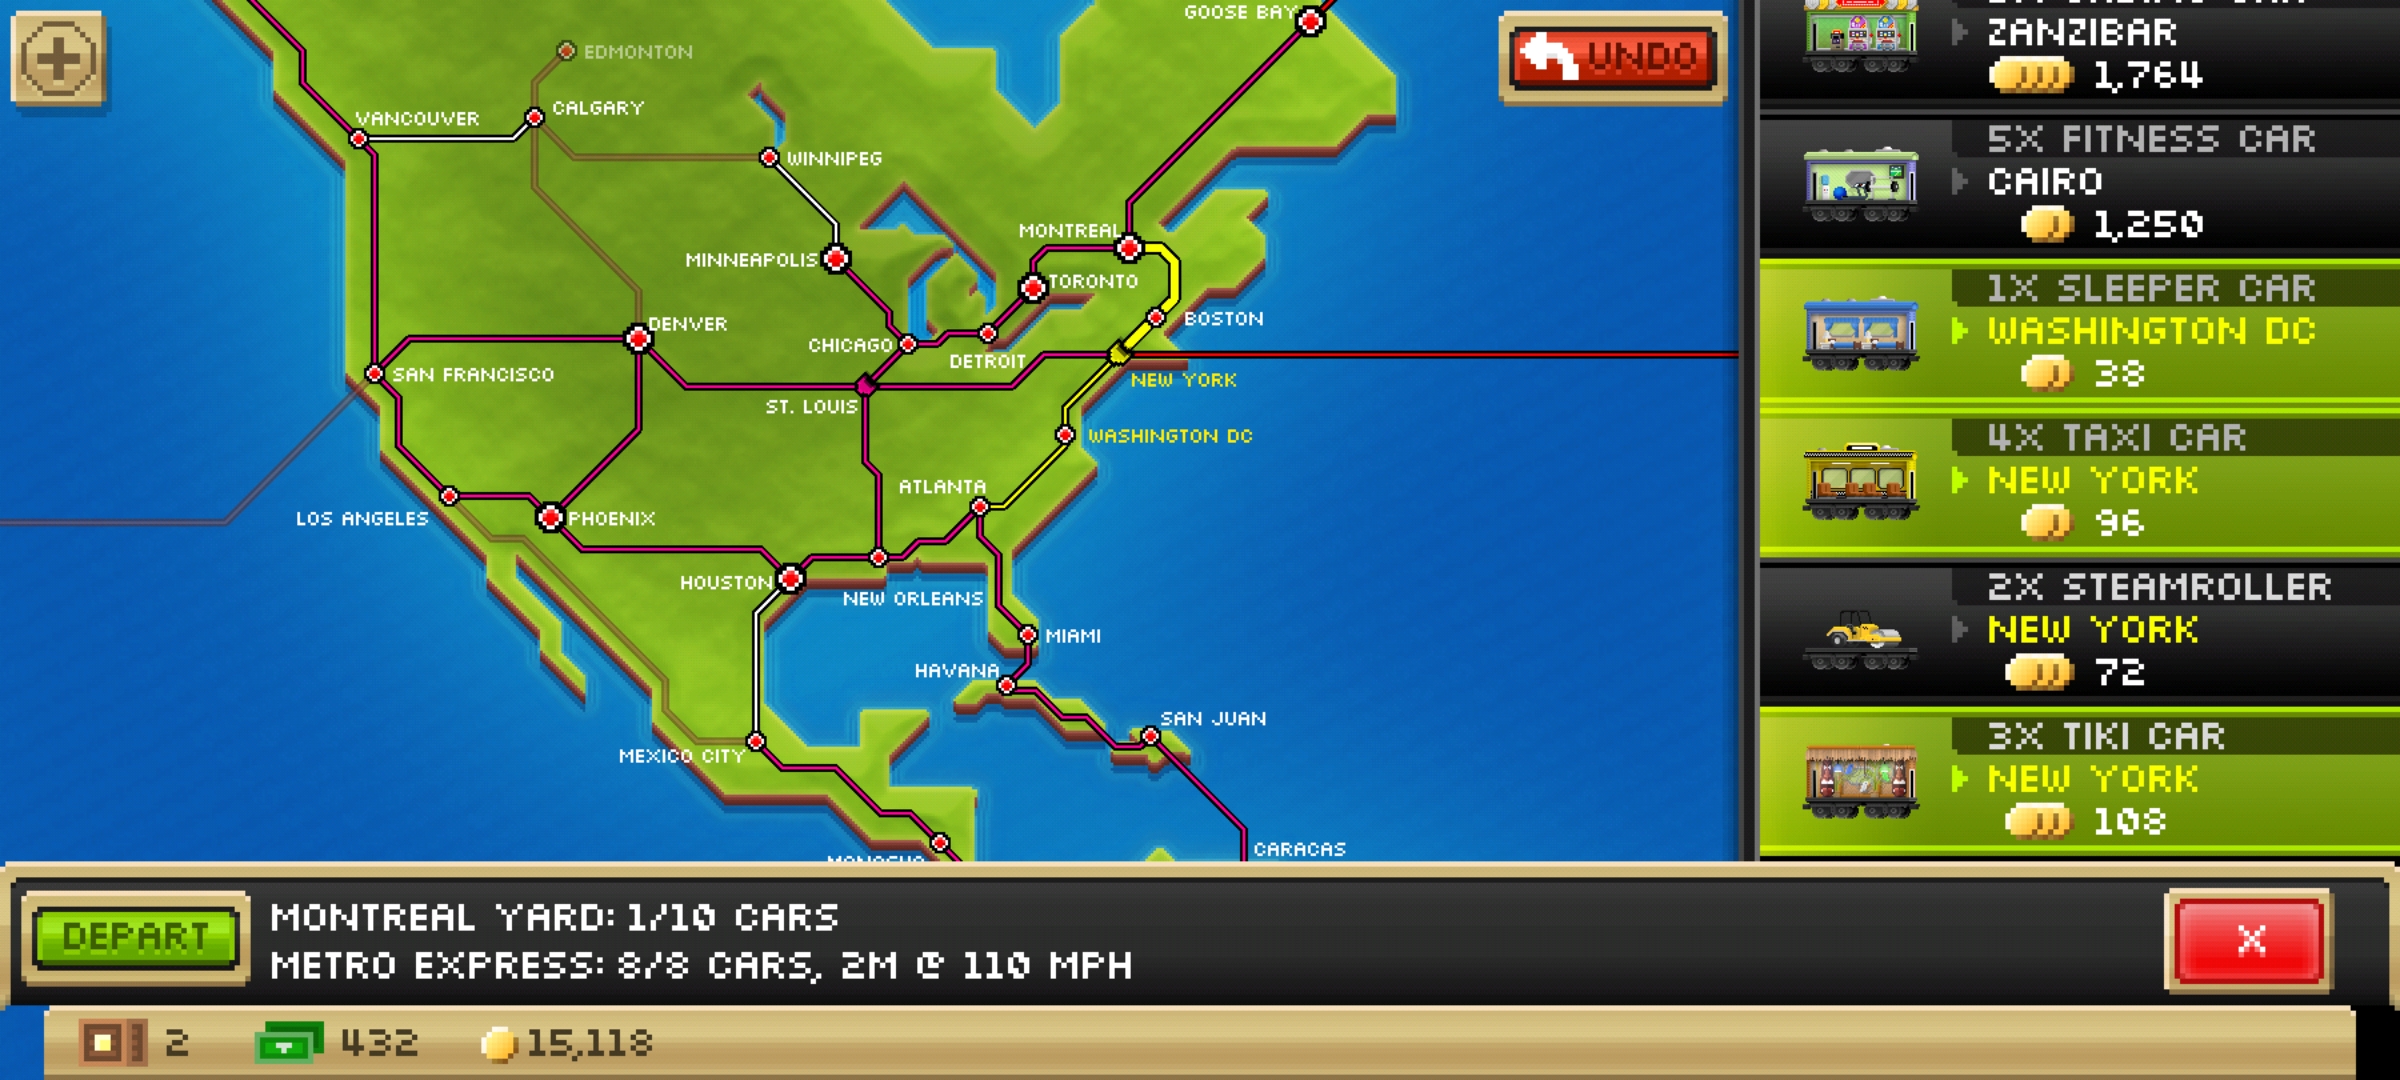 GOOSE BAY
EDMONTON
UNDO
CALGARY
VANCOUVER
WINNIPEG
MONTREAL
MINNEAPOLIS
TORONTO
BOSTON
DENVER
CHICAGO
DETROIT
SAN FRANCISCO
NEW YORK
ST. LOUIS
WASHINGTON DC
ATLANTA
LOS ANGELES
PHOENIX
HOUSTON
NEW ORLEANS
MIAMI
HAVANA
SAN JUAN
MEXICO CITY
CARACAS
ZANZIBAR
1,764
5X FITNESS CAR
CAIRO
1,250
1X SLEEPER CAR
WASHINGTON DC
38
4X TAXI CAR
NEW YORK
96
2X STEAMROLLER
NEW YORK
72
3X TIKI CAR
NEW YORK
108
DEPART
MONTREAL YARD: 1/10 CARS
METRO EXPRESS: 8/8 CARS, 2M @ 110 MPH
X
2
432
15,118